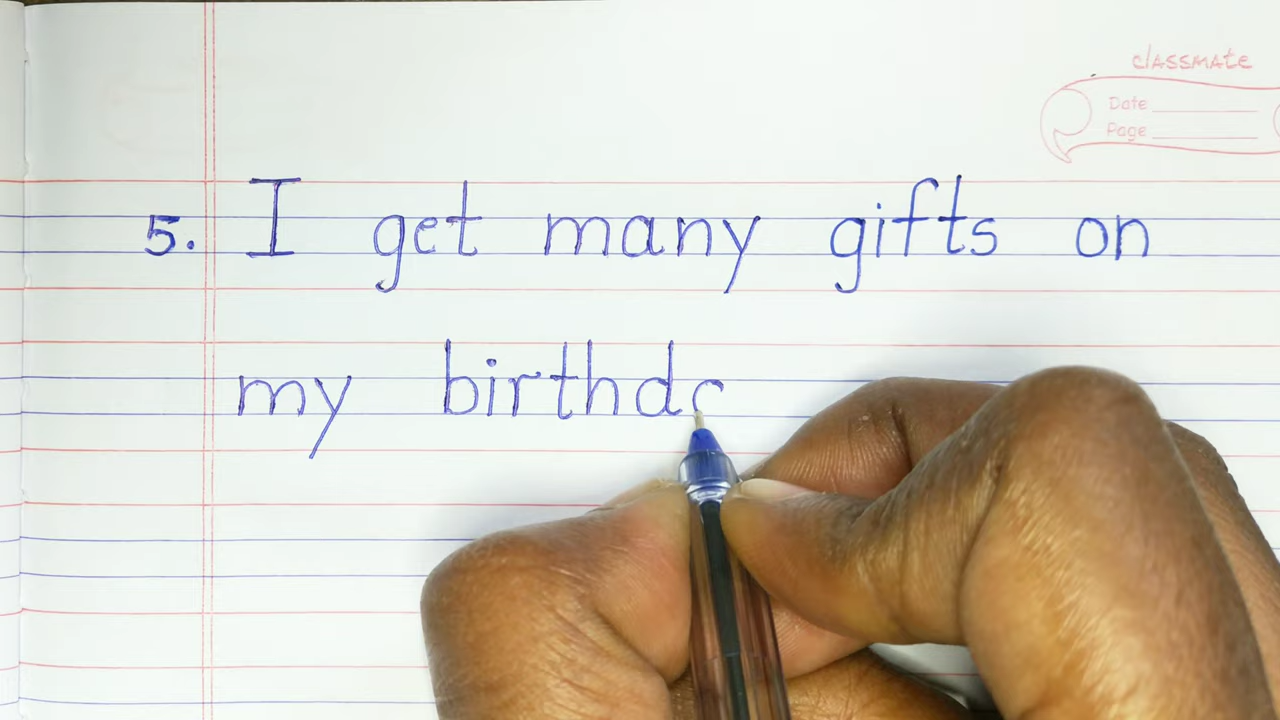 classmate
Date
Page
5. I get many gifts on
my birthd